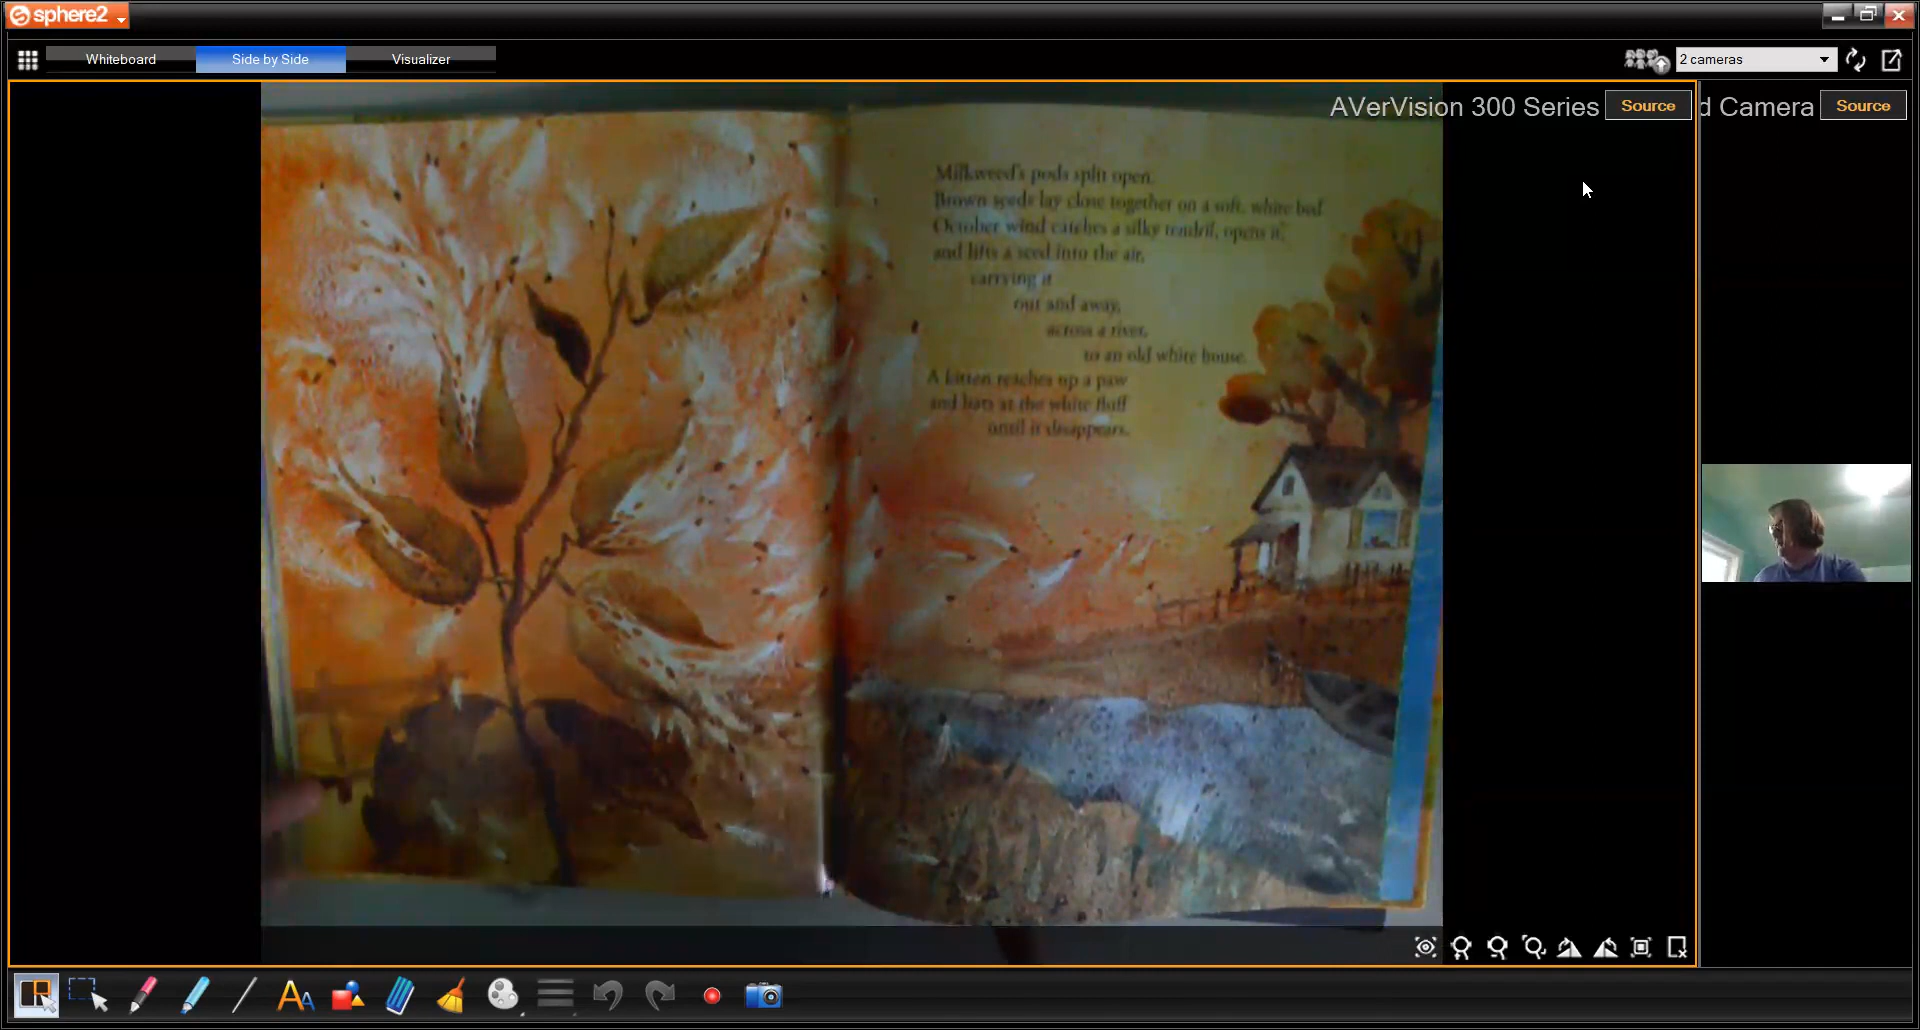 sphere2
Whiteboard
Side by Side
Visualizer
2 cameras
AVerVision 300 Series
Source
d Camera
Source
Milkweed's pods split open.
Brown seeds lay close together on a soft, white bed.
October wind catches a silky tendril, opens it,
and lifts a seed into the air,
carrying it
out and away,
across a river,
to an old white house.
A kitten reaches up a paw
and bats at the white fluff
until it disappears.